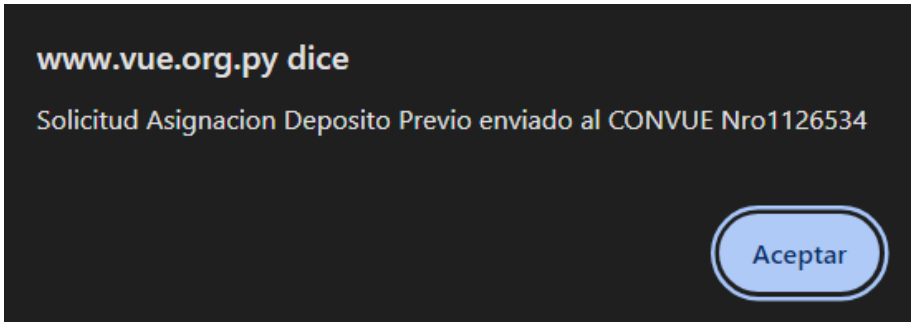 www.vue.org.py dice
Solicitud Asignacion Deposito Previo enviado al CONVUE Nro1126534
Aceptar